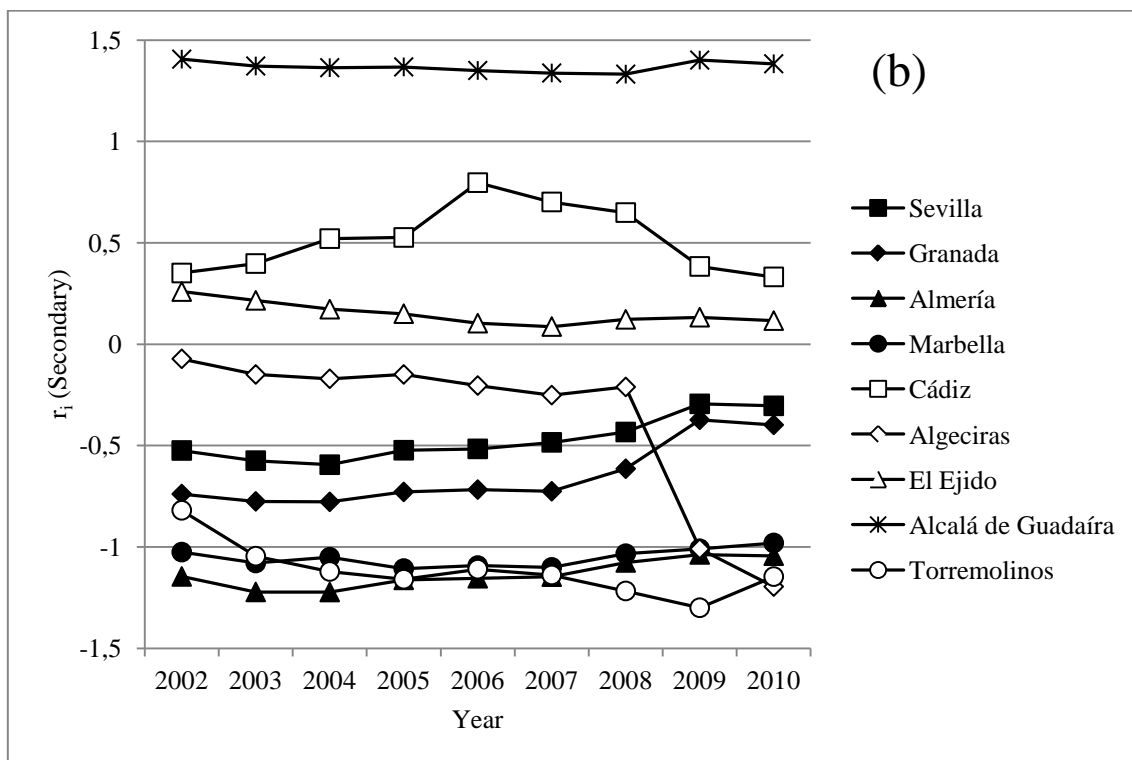 (b)
1,5
1
0,5
0
-0,5
-1
-1,5
r_i (Secondary)
2002 2003 2004 2005 2006 2007 2008 2009 2010
Year
Sevilla
Granada
Almería
Marbella
Cádiz
Algeciras
El Ejido
Alcalá de Guadaíra
Torremolinos